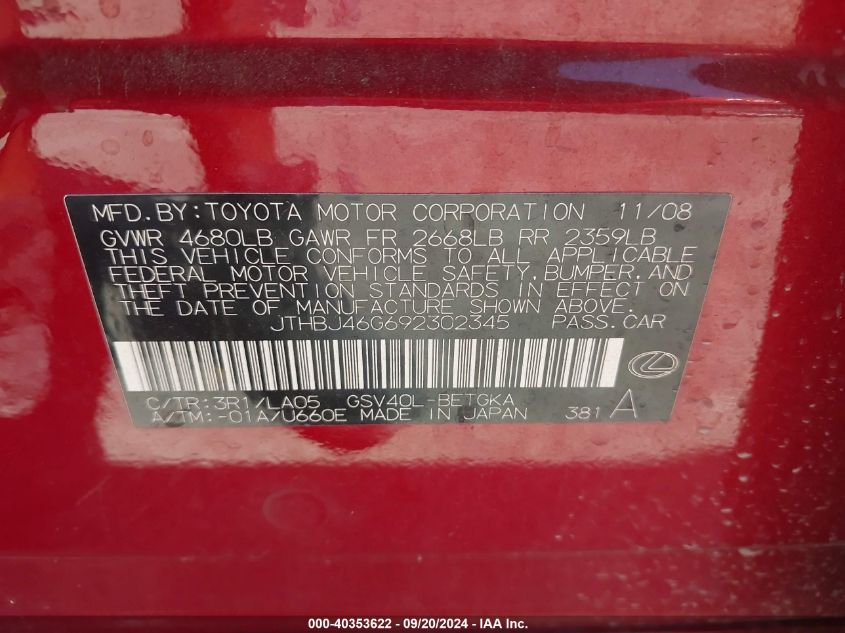 MFD.BY:TOYOTA MOTOR CORPORATION 11/08
GVWR 4680LB GAWR FR 2668LB RR 2359LB
THIS VEHICLE CONFORMS TO ALL APPLICABLE
FEDERAL MOTOR VEHICLE SAFETY,BUMPER,AND
THEFT PREVENTION STANDARDS IN EFFECT ON
THE DATE OF MANUFACTURE SHOWN ABOVE.
JTHBJ46G692302345 PASS.CAR
C/TR:3R1/LA05 GSV40L-BETGKA
A/TM:-01A/U660E MADE IN JAPAN 381 A
000-40353622 - 09/20/2024 - IAA Inc.